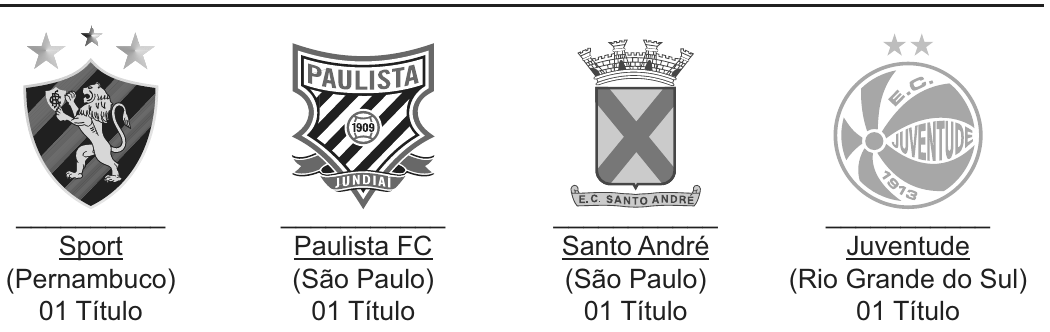 PAULISTA
1909
JUNDIAÍ
E.C. SANTO ANDRÉ
E.C.
JUVENTUDE
1913
Sport
(Pernambuco)
01 Título
Paulista FC
(São Paulo)
01 Título
Santo André
(São Paulo)
01 Título
Juventude
(Rio Grande do Sul)
01 Título